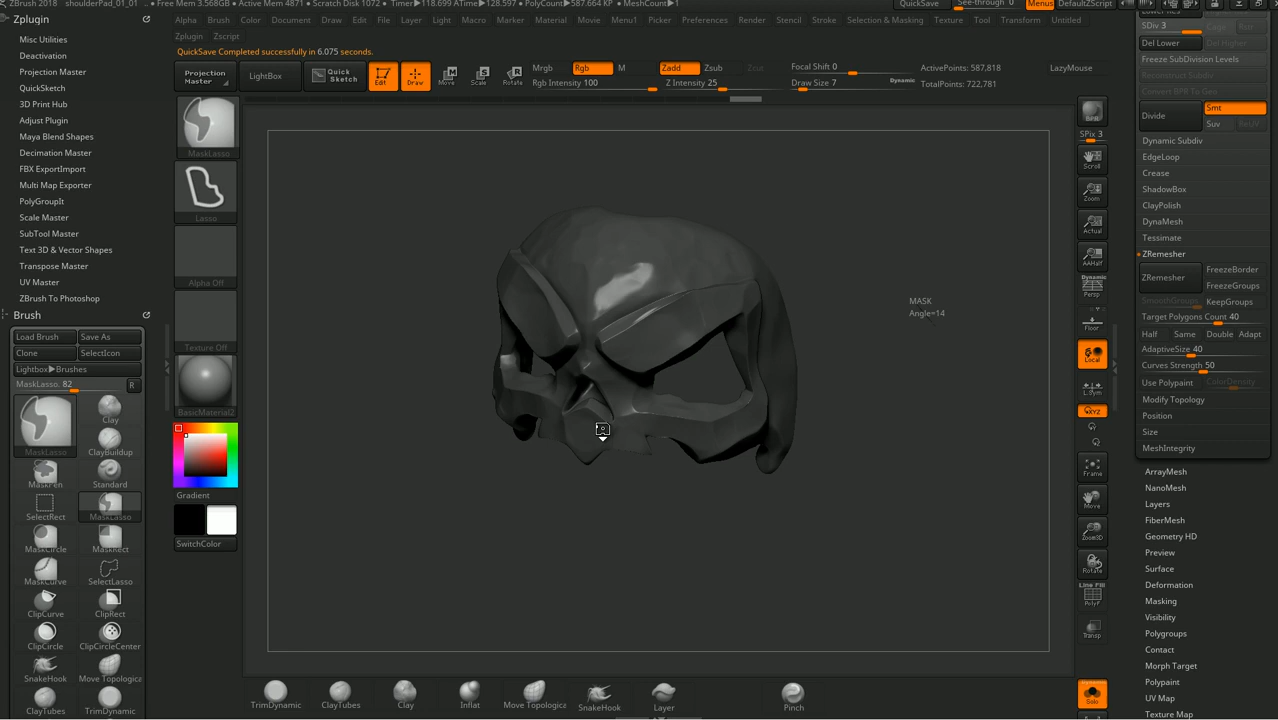 ZBrush 2018 shoulderPad_01_01 .. • Free Mem 3.568GB • Active Mem 4871 • Scratch Disk 1072 • Timer▶118.699 ATime▶128.597 • PolyCount▶587.664 KP • MeshCount▶1 QuickSave See-through 0 Menus DefaultZScript
Zplugin
Alpha Brush Color Document Draw Edit File Layer Light Macro Marker Material Movie Menu1 Picker Preferences Render Stencil Stroke Selection & Masking Texture Tool Transform Untitled
Zplugin Zscript
QuickSave Completed successfully in 6.075 seconds.
Projection Master
LightBox
Quick Sketch
Edit
Draw
Move
Scale
Rotate
Mrgb Rgb M
Rgb Intensity 100
Zadd Zsub Zcut
Z Intensity 25
Focal Shift 0
Draw Size 7
Dynamic
ActivePoints: 587,818
TotalPoints: 722,781
LazyMouse
Misc Utilities
Deactivation
Projection Master
QuickSketch
3D Print Hub
Adjust Plugin
Maya Blend Shapes
Decimation Master
FBX ExportImport
Multi Map Exporter
PolyGroupIt
Scale Master
SubTool Master
Text 3D & Vector Shapes
Transpose Master
UV Master
ZBrush To Photoshop
Brush
Load Brush Save As
Clone SelectIcon
Lightbox▶Brushes
MaskLasso. 82 R
MaskLasso
Clay
ClayBuildup
MaskPen Standard
SelectRect MaskLasso
MaskCircle MaskRect
MaskCurve SelectLasso
ClipCurve ClipRect
ClipCircle ClipCircleCenter
SnakeHook Move Topologica
ClayTubes TrimDynamic
MaskLasso
Lasso
Alpha Off
Texture Off
BasicMaterial2
Gradient
SwitchColor
MASK
Angle=14
TrimDynamic ClayTubes Clay Inflat Move Topological SnakeHook Layer Pinch
BPR
SPix 3
Scroll
Zoom
Actual
AAHalf
Dynamic
Persp
Floor
Local
L.Sym
XYZ
Frame
Move
Zoom3D
Rotate
Line Fill
PolyF
Transp
Dynamic
Solo
SDiv 3 Cage Rstr
Del Lower Del Higher
Freeze SubDivision Levels
Reconstruct Subdiv
Convert BPR To Geo
Divide
Smt
Suv ReUV
Dynamic Subdiv
EdgeLoop
Crease
ShadowBox
ClayPolish
DynaMesh
Tessimate
ZRemesher
ZRemesher
FreezeBorder
FreezeGroups
SmoothGroups KeepGroups
Target Polygons Count 40
Half Same Double Adapt
AdaptiveSize 40
Curves Strength 50
Use Polypaint ColorDensity
Modify Topology
Position
Size
MeshIntegrity
ArrayMesh
NanoMesh
Layers
FiberMesh
Geometry HD
Preview
Surface
Deformation
Masking
Visibility
Polygroups
Contact
Morph Target
Polypaint
UV Map
Texture Map